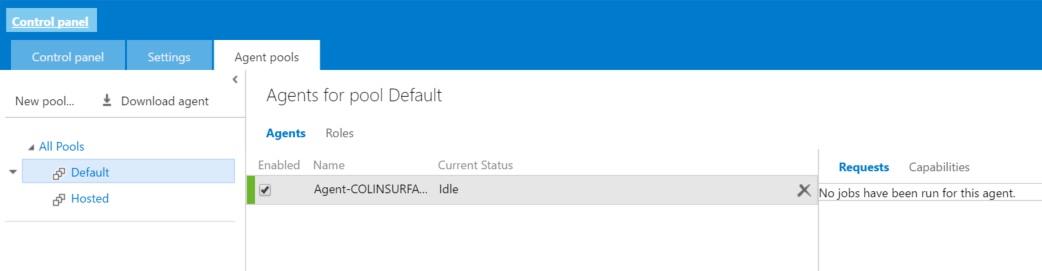 Control panel
Control panel Settings Agent pools
New pool... Download agent
All Pools
Default
Hosted
Agents for pool Default
Agents Roles
Enabled Name Current Status
Agent-COLINSURFA... Idle
Requests Capabilities
No jobs have been run for this agent.